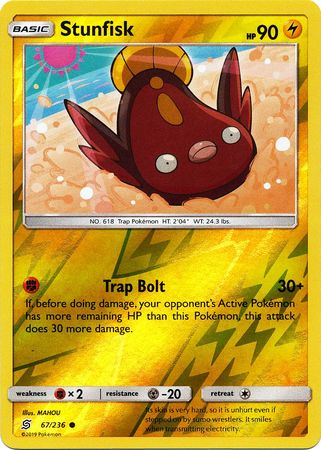 BASIC Stunfisk HP 90
NO. 618 Trap Pokémon HT: 2'04" WT: 24.3 lbs.
Trap Bolt 30+
If, before doing damage, your opponent's Active Pokémon
has more remaining HP than this Pokémon, this attack
does 30 more damage.
weakness ×2 resistance -20 retreat
Illus. MAHOU
67/236
©2019 Pokémon
Its skin is very hard, so it is unhurt even if
stepped on by sumo-wrestlers. It smiles
when transmitting electricity.